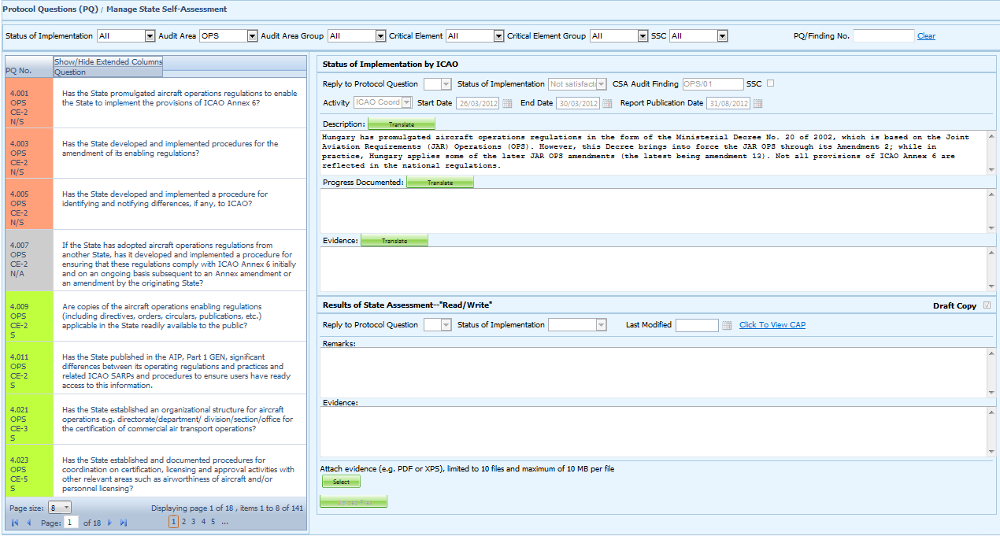 Protocol Questions (PQ) / Manage State Self-Assessment
Status of Implementation All Audit Area OPS Audit Area Group All Critical Element All Critical Element Group All SSC All PQ/Finding No. Clear
PQ No.
Show/Hide Extended Columns
Question
4.001
OPS
CE-2
N/S
Has the State promulgated aircraft operations regulations to enable
the State to implement the provisions of ICAO Annex 6?
4.003
OPS
CE-2
N/S
Has the State developed and implemented procedures for the
amendment of its enabling regulations?
4.005
OPS
CE-2
N/S
Has the State developed and implemented a procedure for
identifying and notifying differences, if any, to ICAO?
4.007
OPS
CE-2
N/A
If the State has adopted aircraft operations regulations from
another State, has it developed and implemented a procedure for
ensuring that these regulations comply with ICAO Annex 6 initially
and on an ongoing basis subsequent to an Annex amendment or
an amendment by the originating State?
4.009
OPS
CE-2
S
Are copies of the aircraft operations enabling regulations
(including directives, orders, circulars, publications, etc.)
applicable in the State readily available to the public?
4.011
OPS
CE-2
S
Has the State published in the AIP, Part 1 GEN, significant
differences between its operating regulations and practices and
related ICAO SARPs and procedures to ensure users have ready
access to this information.
4.021
OPS
CE-3
S
Has the State established an organizational structure for aircraft
operations e.g. directorate/department/ division/section/office for
the certification of commercial air transport operations?
4.023
OPS
CE-5
S
Has the State established and documented procedures for
coordination on certification, licensing and approval activities with
other relevant areas such as airworthiness of aircraft and/or
personnel licensing?
Page size: 8 Displaying page 1 of 18 , items 1 to 8 of 141
Page: 1 of 18 1 2 3 4 5 ...
Status of Implementation by ICAO
Reply to Protocol Question Status of Implementation Not satisfacto CSA Audit Finding OPS/01 SSC
Activity ICAO Coord Start Date 26/03/2012 End Date 30/03/2012 Report Publication Date 31/08/2012
Description: Translate
Hungary has promulgated aircraft operations regulations in the form of the Ministerial Decree No. 20 of 2002, which is based on the Joint
Aviation Requirements (JAR) Operations (OPS). However, this Decree brings into force the JAR OPS through its Amendment 2; while in
practice, Hungary applies some of the later JAR OPS amendments (the latest being amendment 13). Not all provisions of ICAO Annex 6 are
reflected in the national regulations.
Progress Documented: Translate
Evidence: Translate
Results of State Assessment--"Read/Write" Draft Copy
Reply to Protocol Question Status of Implementation Last Modified Click To View CAP
Remarks:
Evidence:
Attach evidence (e.g. PDF or XPS), limited to 10 files and maximum of 10 MB per file
Select
Upload Files